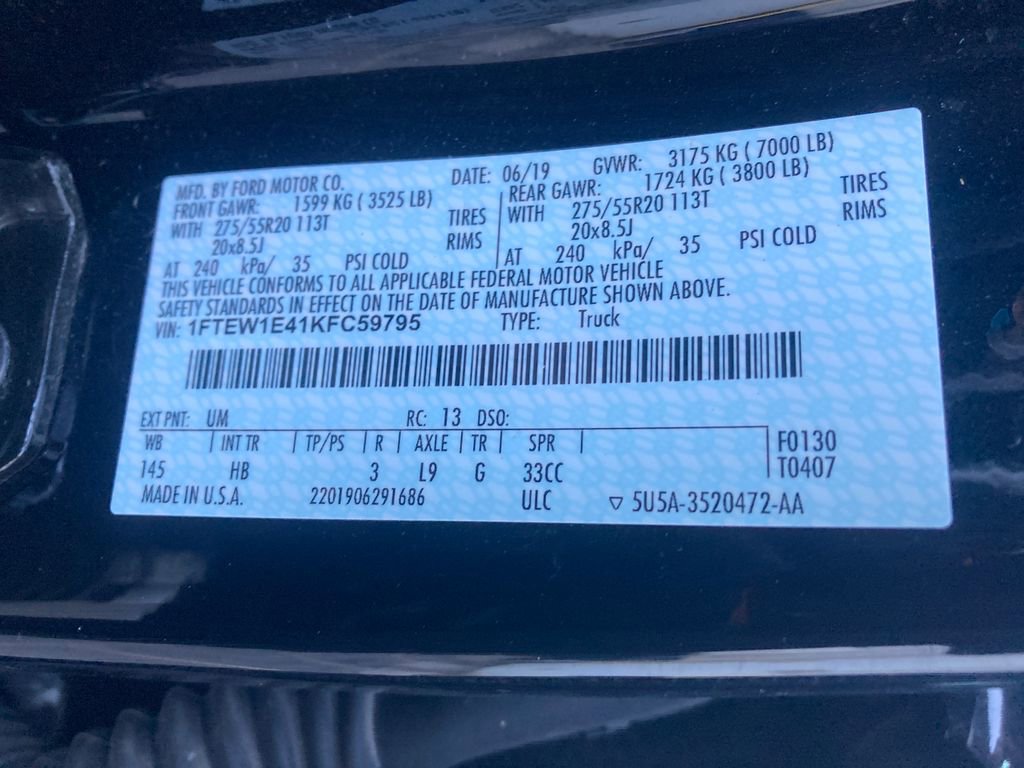 MFD. BY FORD MOTOR CO. DATE: 06/19 GVWR: 3175 KG ( 7000 LB)
FRONT GAWR: 1599 KG ( 3525 LB) REAR GAWR: 1724 KG ( 3800 LB)
WITH 275/55R20 113T TIRES WITH 275/55R20 113T TIRES
20x8.5J RIMS 20x8.5J RIMS
AT 240 kPa/ 35 PSI COLD AT 240 kPa/ 35 PSI COLD
THIS VEHICLE CONFORMS TO ALL APPLICABLE FEDERAL MOTOR VEHICLE
SAFETY STANDARDS IN EFFECT ON THE DATE OF MANUFACTURE SHOWN ABOVE.
VIN: 1FTEW1E41KFC59795 TYPE: Truck
EXT PNT: UM RC: 13 DSO:
WB INT TR TP/PS R AXLE TR SPR F0130
145 HB 3 L9 G 33CC T0407
MADE IN U.S.A. 2201906291686 ULC ▽ 5U5A-3520472-AA